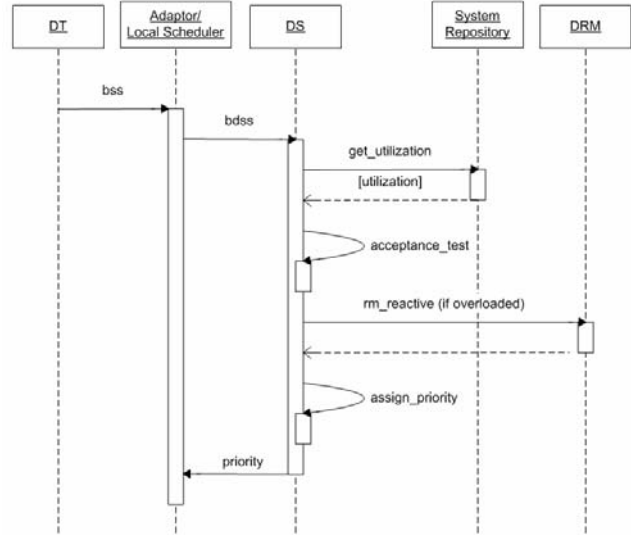 DT
Adaptor/
Local Scheduler
DS
System
Repository
DRM
bss
bdss
get_utilization
[utilization]
acceptance_test
rm_reactive (if overloaded)
assign_priority
priority